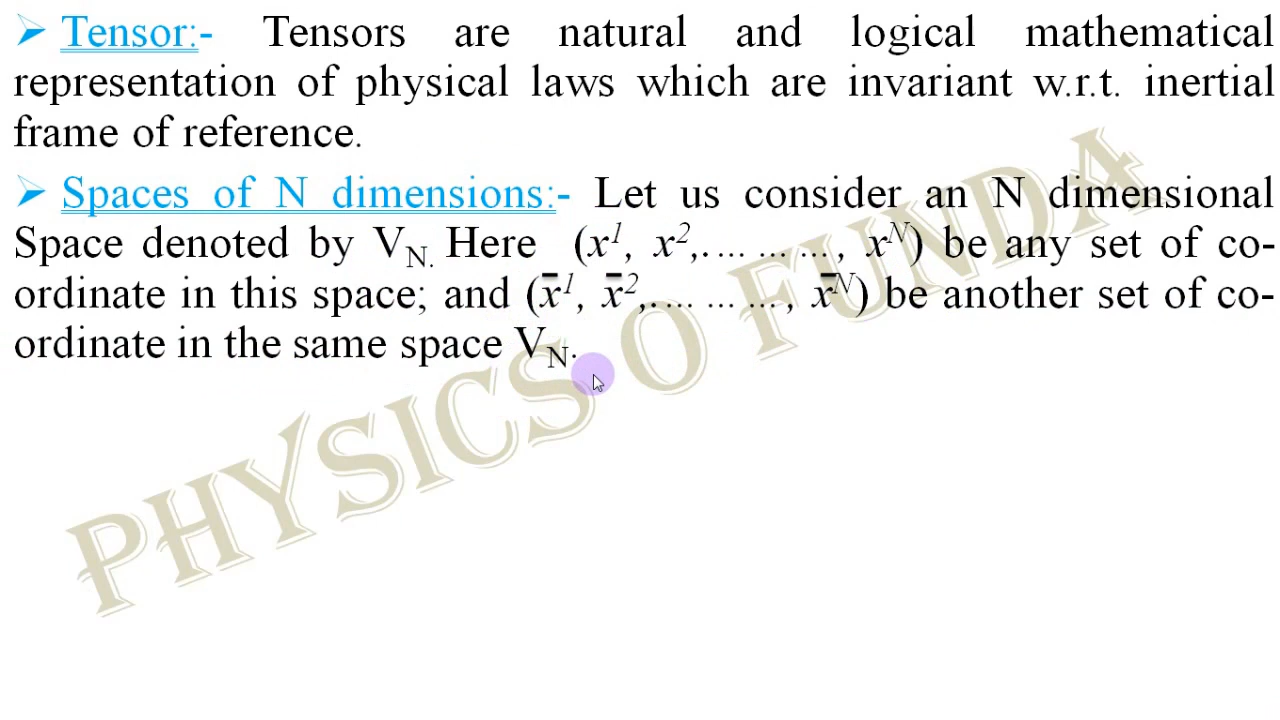 ➤ Tensor:- Tensors are natural and logical mathematical
representation of physical laws which are invariant w.r.t. inertial
frame of reference.
➤ Spaces of N dimensions:- Let us consider an N dimensional
Space denoted by V_N. Here (x¹, x²,. … … …, xᴺ) be any set of co-
ordinate in this space; and (x̄¹, x̄²,. … … …, x̄ᴺ) be another set of co-
ordinate in the same space V_N.
PHYSICS O FUNDA